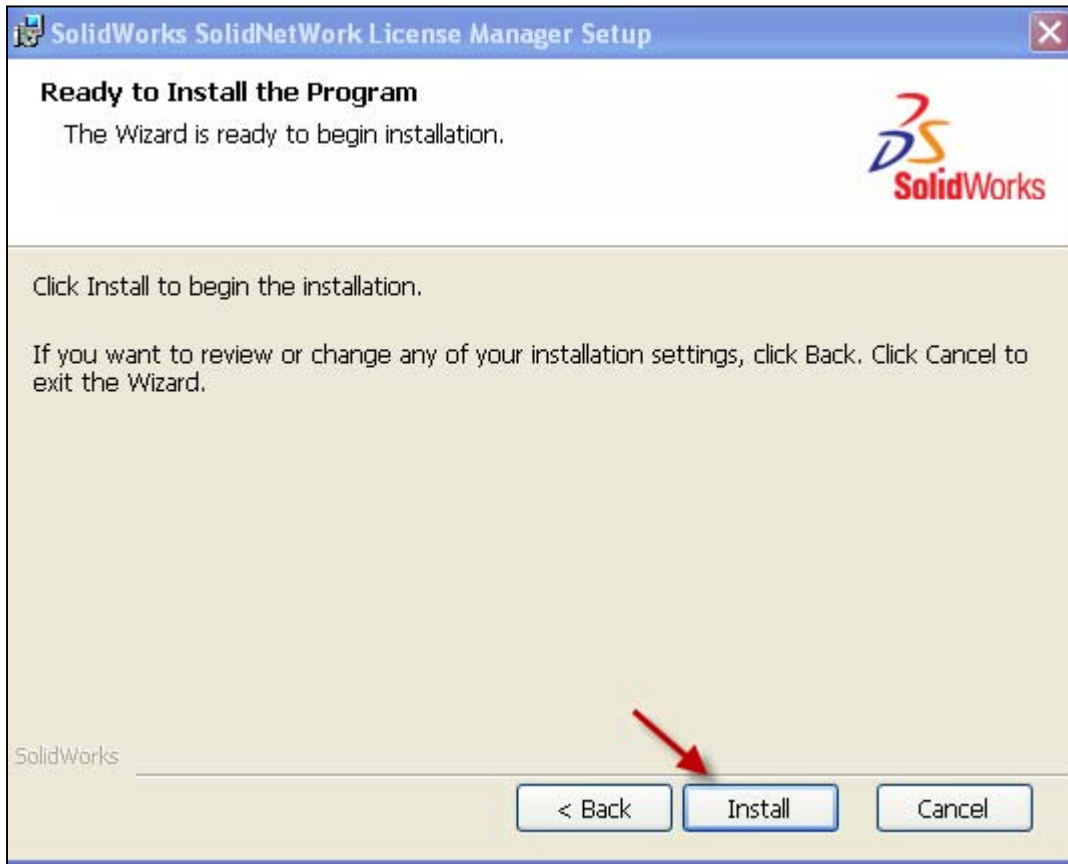 SolidWorks SolidNetWork License Manager Setup
Ready to Install the Program
The Wizard is ready to begin installation.
SolidWorks
Click Install to begin the installation.
If you want to review or change any of your installation settings, click Back. Click Cancel to
exit the Wizard.
SolidWorks
< Back Install Cancel